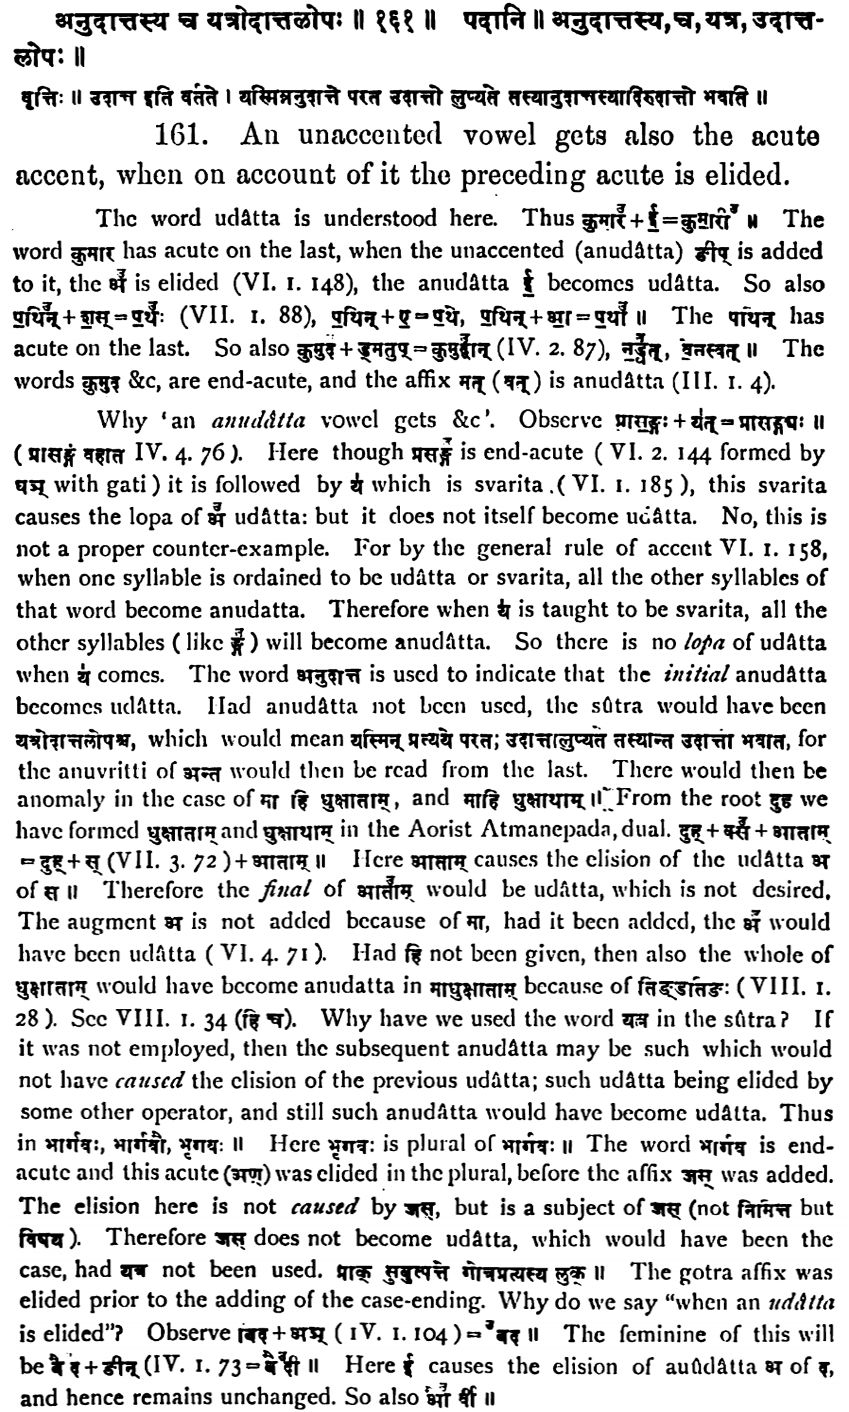 अनुदात्तस्य च यत्रोदात्तलोपः ॥ १६१ ॥ पदानि ॥ अनुदात्तस्य, च, यत्र, उदात्त-
लोपः ॥
वृत्तिः ॥ उदात्त इति वर्तते । यस्मिन्ननुदात्ते परत उदात्तो लुप्यते तस्यानुदात्तस्यादिरुदात्तो भवति ॥
161. An unaccented vowel gets also the acute
accent, when on account of it the preceding acute is elided.
The word udâtta is understood here. Thus कुमार + ई = कुमारी ॥ The
word कुमार has acute on the last, when the unaccented (anudâtta) ङीप् is added
to it, the अ is elided (VI. 1. 148), the anudâtta ई becomes udâtta. So also
पथिन् + शस् = पथः (VII. 1. 88), पथिन् + ए = पथे, पथिन् + आ = पथा ॥ The पथिन् has
acute on the last. So also कुमुद + ड्मतुप् = कुमुद्वान् (IV. 2. 87), नड्वत्, वेतस्वत् ॥ The
words कुमुद &c, are end-acute, and the affix मत् (वत्) is anudâtta (III. 1. 4).
Why 'an anudâtta vowel gets &c'. Observe प्रासङ्गः + यत् = प्रासङ्ग्यः ॥
(प्रासङ्गं वहति IV. 4. 76). Here though प्रसङ्ग is end-acute (VI. 2. 144 formed by
घञ् with gati) it is followed by य which is svarita. (VI. 1. 185), this svarita
causes the lopa of अ udâtta: but it does not itself become udâtta. No, this is
not a proper counter-example. For by the general rule of accent VI. 1. 158,
when one syllable is ordained to be udâtta or svarita, all the other syllables of
that word become anudatta. Therefore when य is taught to be svarita, all the
other syllables (like ङ्ग) will become anudâtta. So there is no lopa of udâtta
when य comes. The word अनुदात्त is used to indicate that the initial anudâtta
becomes udâtta. Had anudâtta not been used, the sûtra would have been
यत्रोदात्तलोपश्च, which would mean यस्मिन् प्रत्यये परत; उदात्तालुप्यते तस्यान्त उदात्ता भवात, for
the anuvritti of अन्त would then be read from the last. There would then be
anomaly in the case of मा हि धुक्षाताम्, and माहि धुक्षाथाम् ॥ From the root दुह we
have formed धुक्षाताम् and धुक्षाथाम् in the Aorist Atmanepada, dual. दुह् + क्स + आताम्
= दुह् + स् (VII. 3. 72) + आताम् ॥ Here आताम् causes the elision of the udâtta अ
of स ॥ Therefore the final of आताम् would be udâtta, which is not desired.
The augment अ is not added because of मा, had it been added, the अ would
have been udâtta (VI. 4. 71). Had हि not been given, then also the whole of
धुक्षाताम् would have become anudatta in माधुक्षाताम् because of तिङ्ङतिङः (VIII. 1.
28). See VIII. 1. 34 (हि च). Why have we used the word यत्र in the sûtra? If
it was not employed, then the subsequent anudâtta may be such which would
not have caused the elision of the previous udâtta; such udâtta being elided by
some other operator, and still such anudâtta would have become udâtta. Thus
in भार्गवः, भार्गवौ, भृगवः ॥ Here भृगवः is plural of भार्गवः ॥ The word भार्गव is end-
acute and this acute (अण्) was elided in the plural, before the affix जस् was added.
The elision here is not caused by जस्, but is a subject of जस् (not निमित्त but
विषय). Therefore जस् does not become udâtta, which would have been the
case, had यत्र not been used. प्राक् सुबुत्पत्ते गोत्रप्रत्यस्य लुक् ॥ The gotra affix was
elided prior to the adding of the case-ending. Why do we say "when an udâtta
is elided"? Observe बिद + अञ् (IV. 1. 104) = बैद ॥ The feminine of this will
be बैद + ङीन् (IV. 1. 73 = बैदी ॥ Here ई causes the elision of auûdâtta अ of द,
and hence remains unchanged. So also और्वी ॥